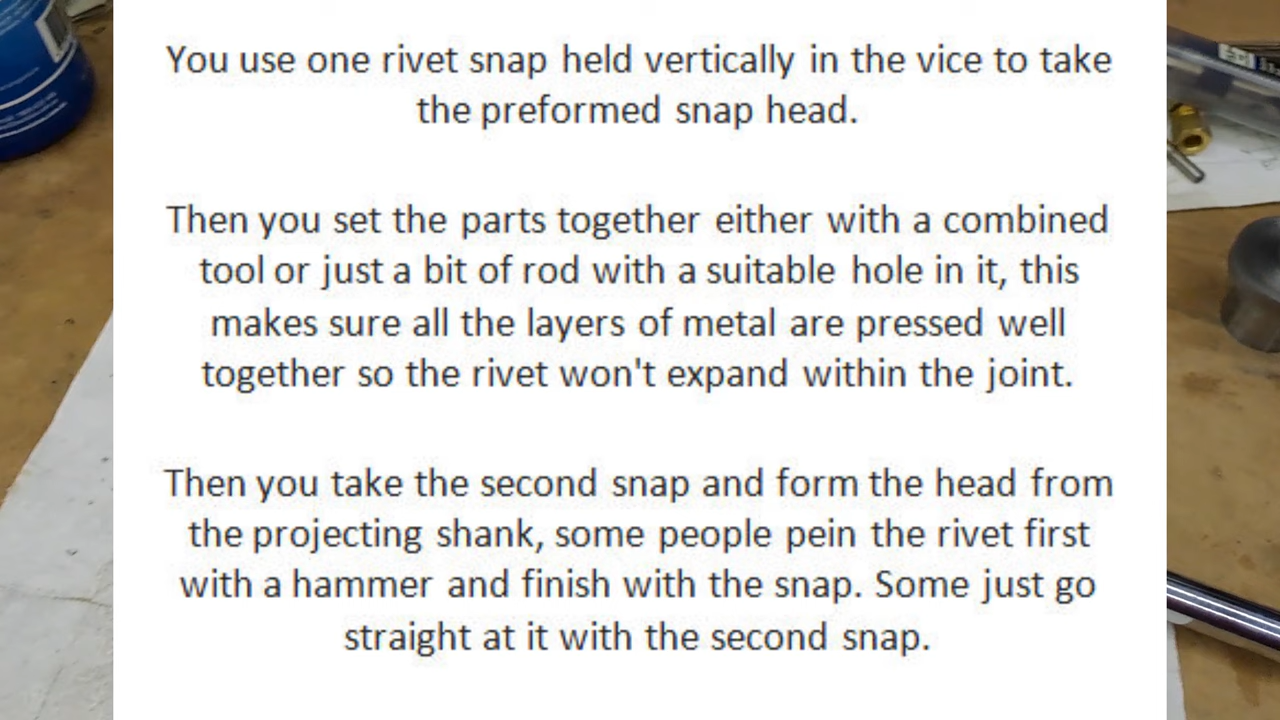 You use one rivet snap held vertically in the vice to take
the preformed snap head.
Then you set the parts together either with a combined
tool or just a bit of rod with a suitable hole in it, this
makes sure all the layers of metal are pressed well
together so the rivet won't expand within the joint.
Then you take the second snap and form the head from
the projecting shank, some people pein the rivet first
with a hammer and finish with the snap. Some just go
straight at it with the second snap.